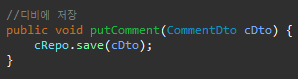 //디비에 저장
public void putComment(CommentDto cDto) {
    cRepo.save(cDto);
}